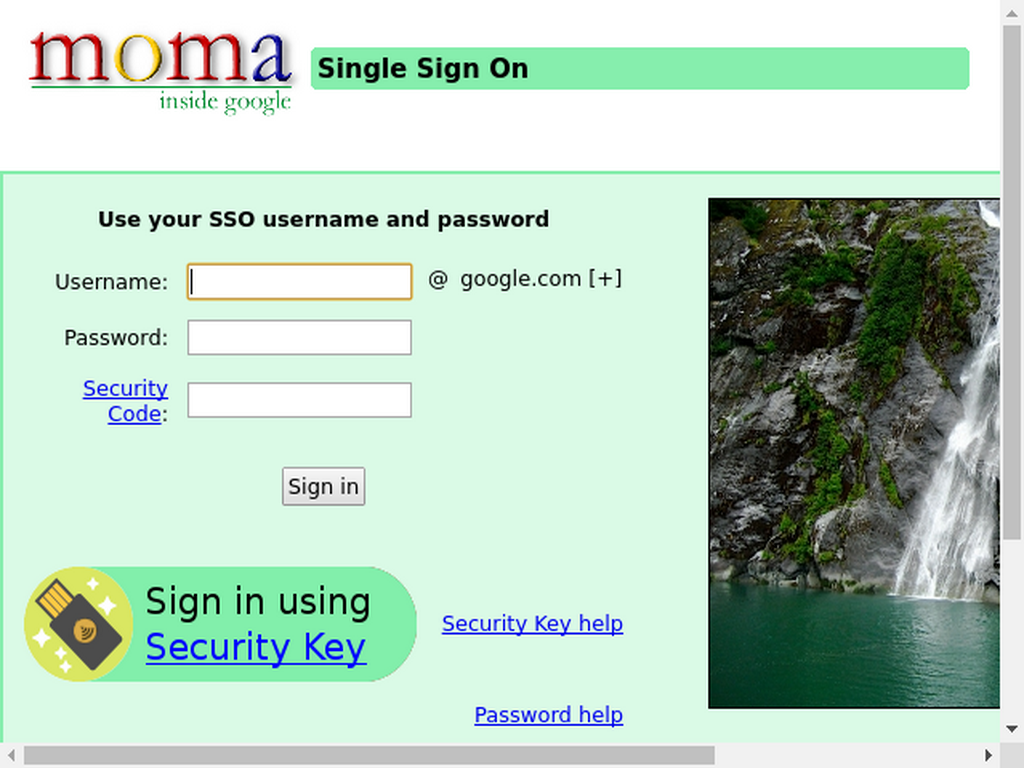 moma
inside google
Single Sign On
Use your SSO username and password
Username:
@ google.com [+]
Password:
Security
Code:
Sign in
Sign in using
Security Key
Security Key help
Password help